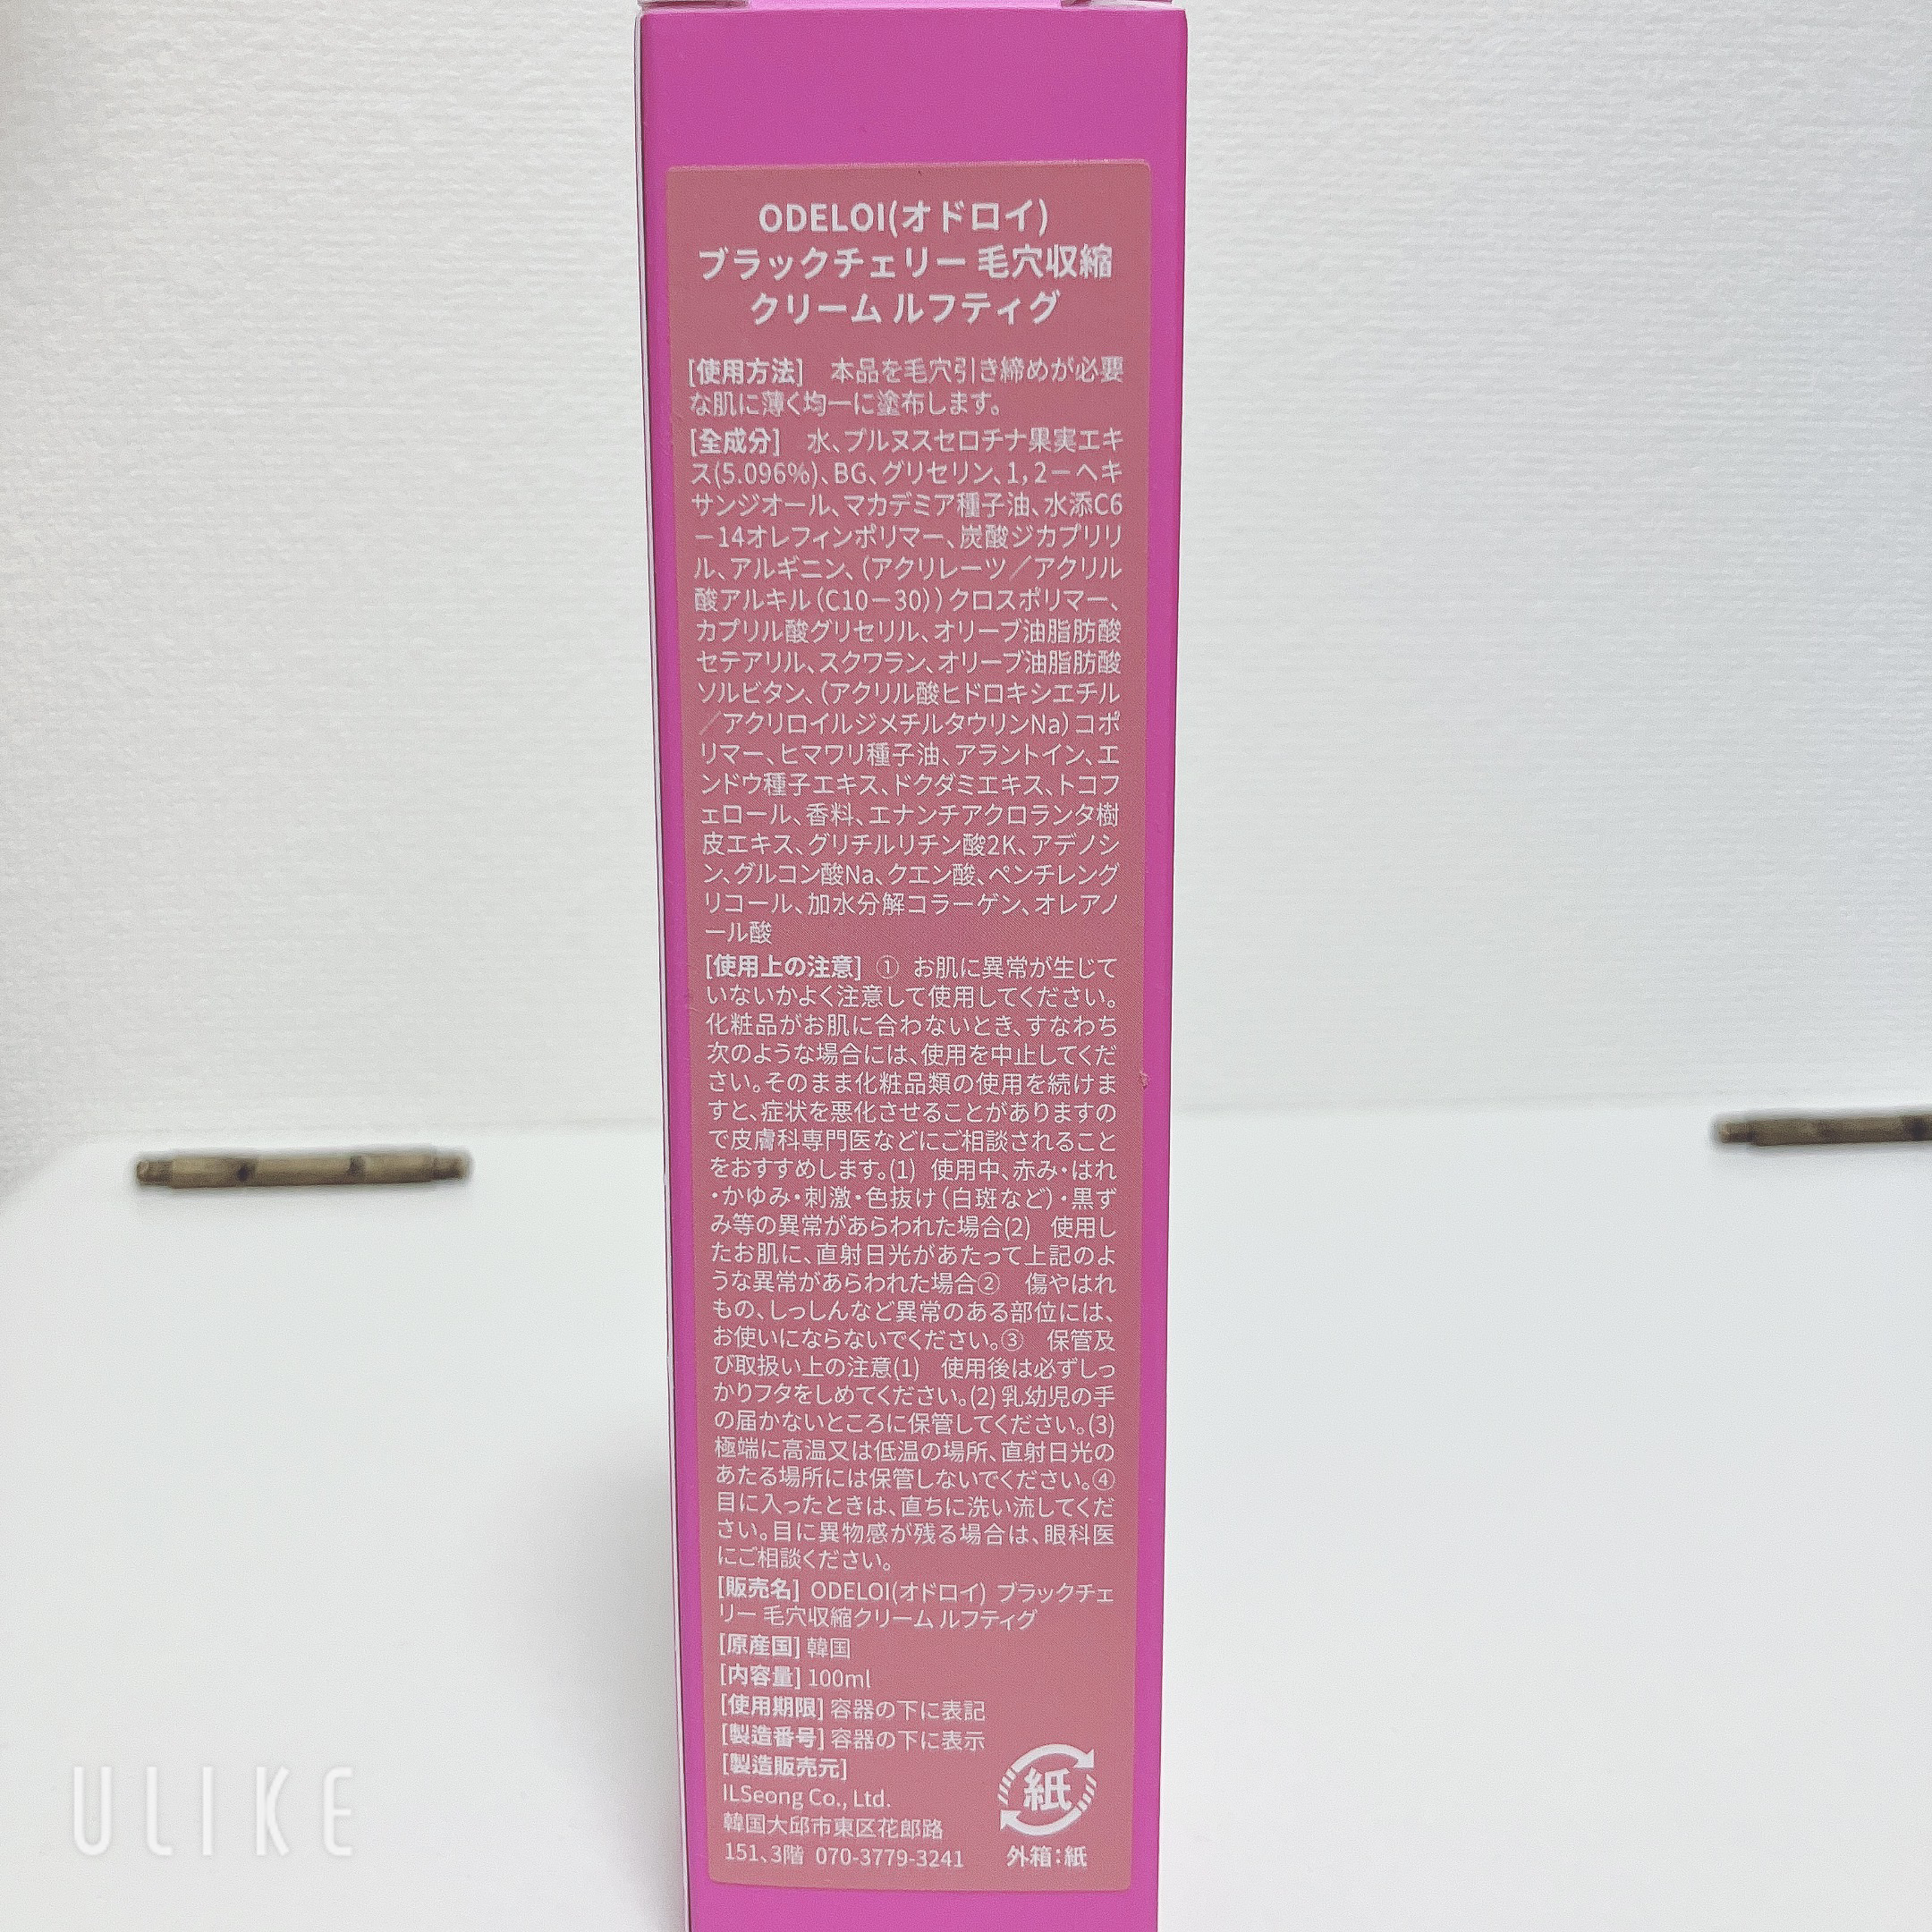 ODELOI(オドロイ)
ブラックチェリー 毛穴収縮
クリーム ルフティグ
[使用方法] 本品を毛穴引き締めが必要
な肌に薄く均一に塗布します。
[全成分] 水、プルヌスセロチナ果実エキ
ス(5.096%)、BG、グリセリン、1,2-ヘキ
サンジオール、マカデミア種子油、水添C6
-14オレフィンポリマー、炭酸ジカプリリ
ル、アルギニン、(アクリレーツ/アクリル
酸アルキル(C10-30))クロスポリマー、
カプリル酸グリセリル、オリーブ油脂肪酸
セテアリル、スクワラン、オリーブ油脂肪酸
ソルビタン、(アクリル酸ヒドロキシエチル
/アクリロイルジメチルタウリンNa)コポ
リマー、ヒマワリ種子油、アラントイン、エ
ンドウ種子エキス、ドクダミエキス、トコフ
ェロール、香料、エナンチアクロランタ樹
皮エキス、グリチルリチン酸2K、アデノシ
ン、グルコン酸Na、クエン酸、ペンチレング
リコール、加水分解コラーゲン、オレアノ
ール酸
[使用上の注意] ① お肌に異常が生じて
いないかよく注意して使用してください。
化粧品がお肌に合わないとき、すなわち
次のような場合には、使用を中止してくだ
さい。そのまま化粧品類の使用を続けま
すと、症状を悪化させることがありますの
で皮膚科専門医などにご相談されること
をおすすめします。(1) 使用中、赤み・はれ
・かゆみ・刺激・色抜け(白斑など)・黒ず
み等の異常があらわれた場合(2) 使用し
たお肌に、直射日光があたって上記のよ
うな異常があらわれた場合② 傷やはれ
もの、しっしんなど異常のある部位には、
お使いにならないでください。③ 保管及
び取扱い上の注意(1) 使用後は必ずしっ
かりフタをしめてください。(2) 乳幼児の手
の届かないところに保管してください。(3)
極端に高温又は低温の場所、直射日光の
あたる場所には保管しないでください。④
目に入ったときは、直ちに洗い流してくだ
さい。目に異物感が残る場合は、眼科医
にご相談ください。
[販売名] ODELOI(オドロイ) ブラックチェ
リー 毛穴収縮クリーム ルフティグ
[原産国] 韓国
[内容量] 100ml
[使用期限] 容器の下に表記
[製造番号] 容器の下に表示
[製造販売元]
ILSeong Co., Ltd.
韓国大邱市東区花郎路
151、3階 070-3779-3241
紙
外箱:紙
ULIKE